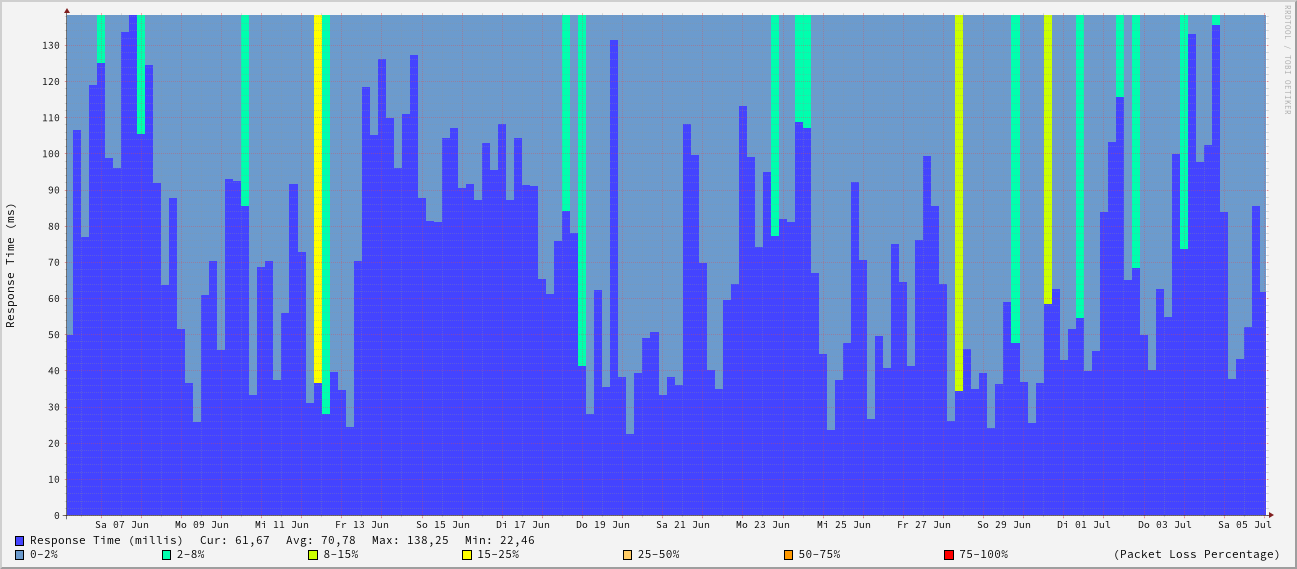 RRDTOOL / TOBI OETIKER
Response Time (ms)
130
120
110
100
90
80
70
60
50
40
30
20
10
0
Sa 07 Jun Mo 09 Jun Mi 11 Jun Fr 13 Jun So 15 Jun Di 17 Jun Do 19 Jun Sa 21 Jun Mo 23 Jun Mi 25 Jun Fr 27 Jun So 29 Jun Di 01 Jul Do 03 Jul Sa 05 Jul
Response Time (millis) Cur: 61,67 Avg: 70,78 Max: 138,25 Min: 22,46
0-2% 2-8% 8-15% 15-25% 25-50% 50-75% 75-100% (Packet Loss Percentage)